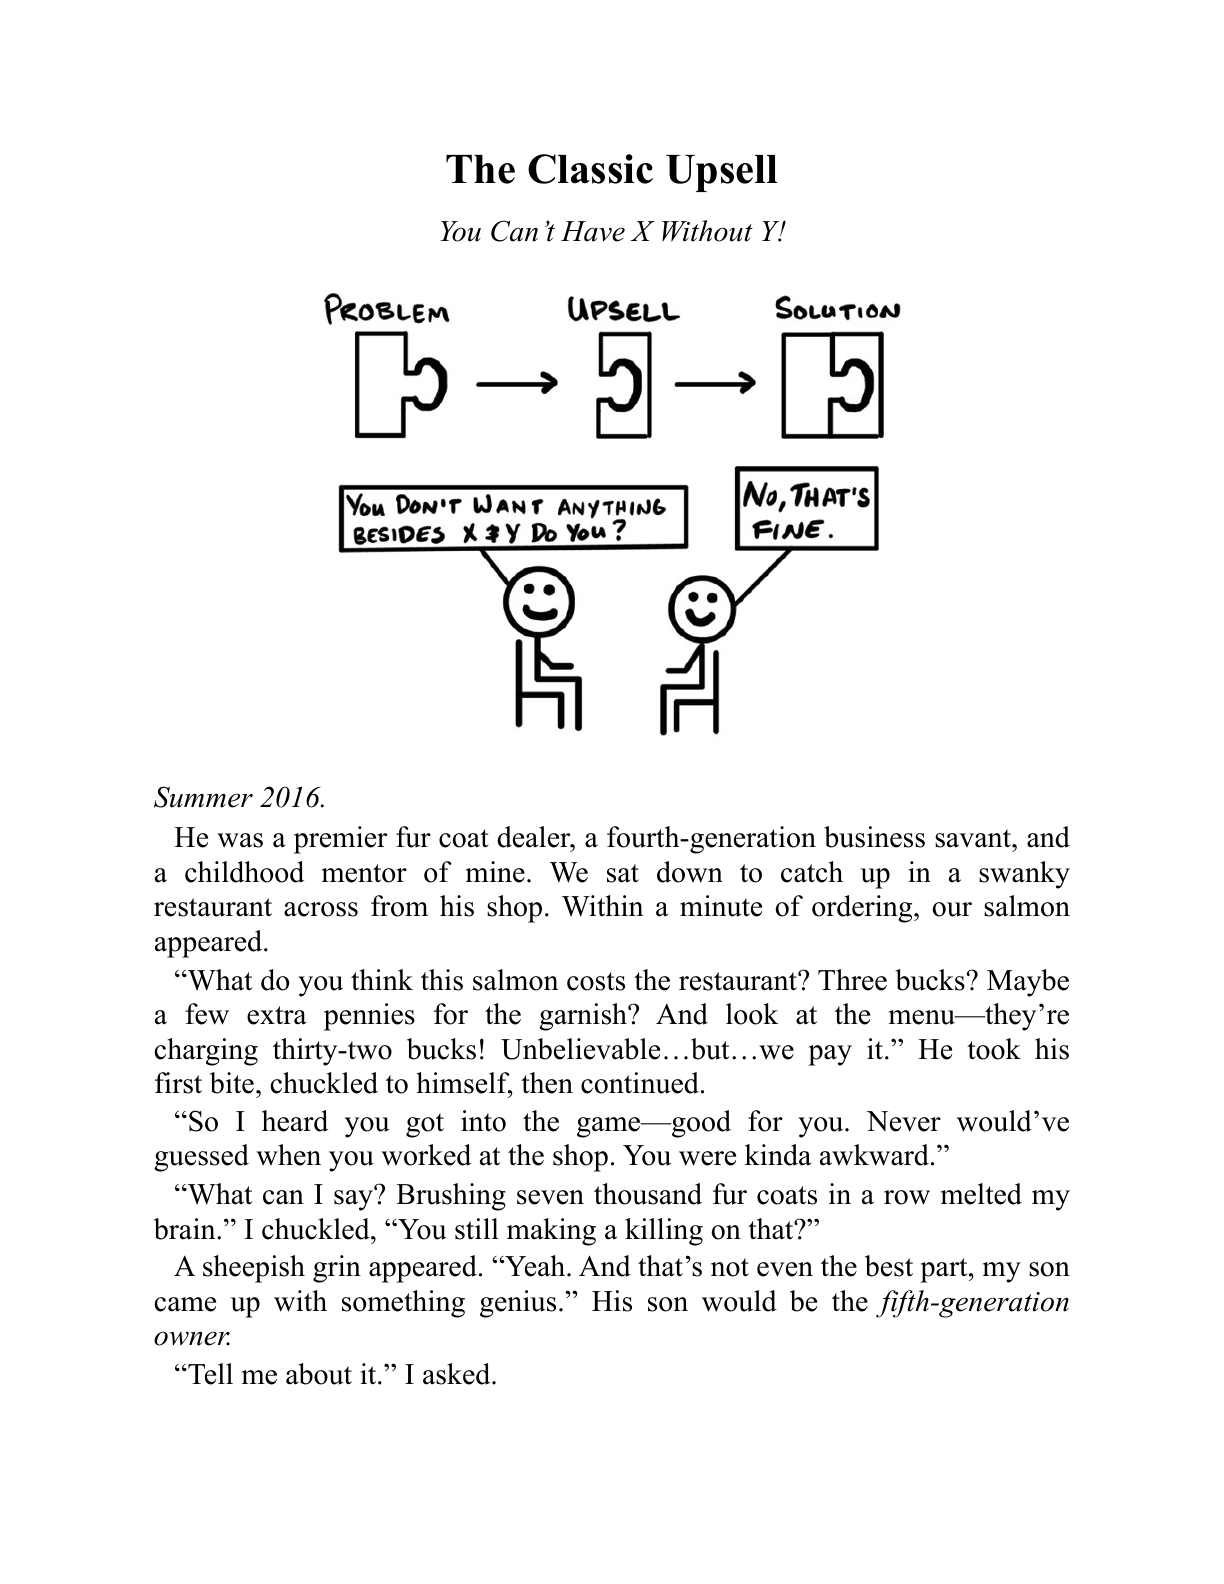 The Classic Upsell
You Can't Have X Without Y!
PROBLEM
UPSELL
SOLUTION
YOU DON'T WANT ANYTHING
BESIDES X & Y DO YOU?
NO, THAT'S
FINE.
Summer 2016.
He was a premier fur coat dealer, a fourth-generation business savant, and
a childhood mentor of mine. We sat down to catch up in a swanky
restaurant across from his shop. Within a minute of ordering, our salmon
appeared.
“What do you think this salmon costs the restaurant? Three bucks? Maybe
a few extra pennies for the garnish? And look at the menu—they’re
charging thirty-two bucks! Unbelievable…but…we pay it.” He took his
first bite, chuckled to himself, then continued.
“So I heard you got into the game—good for you. Never would’ve
guessed when you worked at the shop. You were kinda awkward.”
“What can I say? Brushing seven thousand fur coats in a row melted my
brain.” I chuckled, “You still making a killing on that?”
A sheepish grin appeared. “Yeah. And that’s not even the best part, my son
came up with something genius.” His son would be the fifth-generation
owner.
“Tell me about it.” I asked.